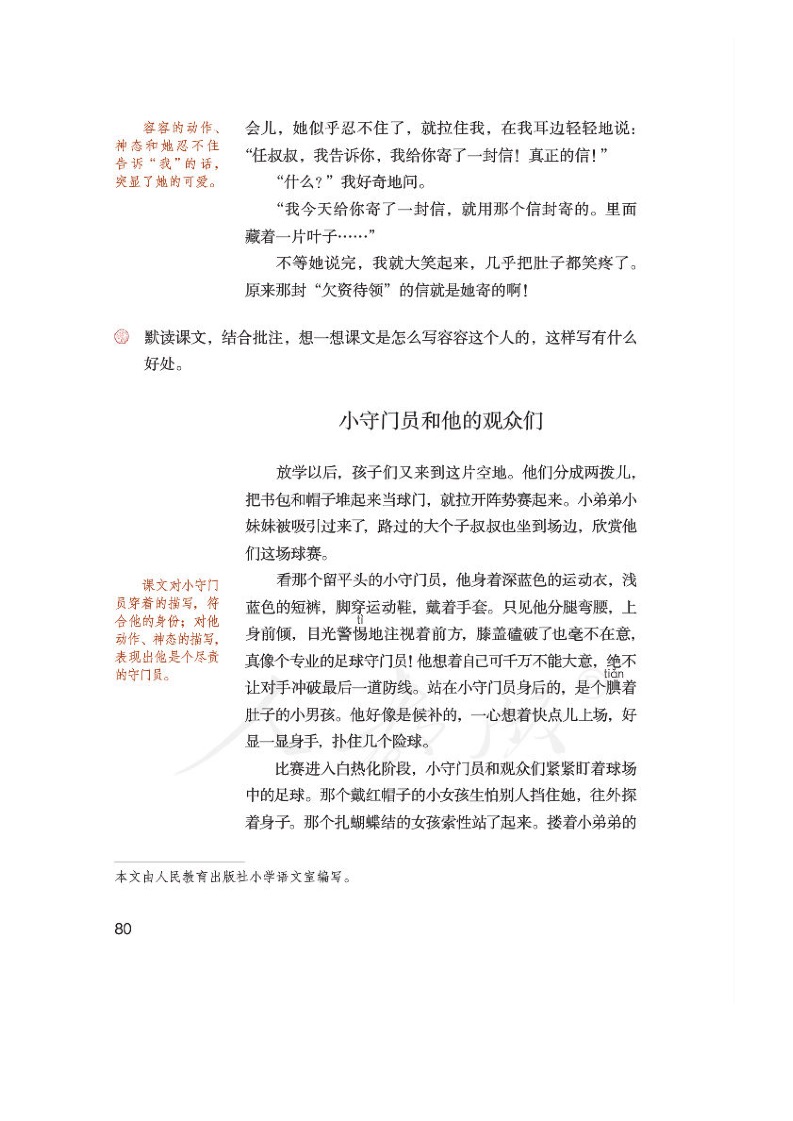 容容的动作、
神态和她忍不住
告诉“我”的话，
突显了她的可爱。
会儿，她似乎忍不住了，就拉住我，在我耳边轻轻地说：
“任叔叔，我告诉你，我给你寄了一封信！真正的信！”
“什么？”我好奇地问。
“我今天给你寄了一封信，就用那个信封寄的。里面
藏着一片叶子……”
不等她说完，我就大笑起来，几乎把肚子都笑疼了。
原来那封“欠资待领”的信就是她寄的啊！
默读课文，结合批注，想一想课文是怎么写容容这个人的，这样写有什么
好处。
小守门员和他的观众们
放学以后，孩子们又来到这片空地。他们分成两拨儿，
把书包和帽子堆起来当球门，就拉开阵势赛起来。小弟弟小
妹妹被吸引过来了，路过的大个子叔叔也坐到场边，欣赏他
们这场球赛。
课文对小守门
员穿着的描写，符
合他的身份；对他
动作、神态的描写，
表现出他是个尽责
的守门员。
看那个留平头的小守门员，他身着深蓝色的运动衣，浅
蓝色的短裤，脚穿运动鞋，戴着手套。只见他分腿弯腰，上
tì
身前倾，目光警惕地注视着前方，膝盖磕破了也毫不在意，
真像个专业的足球守门员！他想着自己可千万不能大意，绝不
tiǎn
让对手冲破最后一道防线。站在小守门员身后的，是个腆着
肚子的小男孩。他好像是候补的，一心想着快点儿上场，好
显一显身手，扑住几个险球。
比赛进入白热化阶段，小守门员和观众们紧紧盯着球场
中的足球。那个戴红帽子的小女孩生怕别人挡住她，往外探
着身子。那个扎蝴蝶结的女孩索性站了起来。搂着小弟弟的
本文由人民教育出版社小学语文室编写。
80